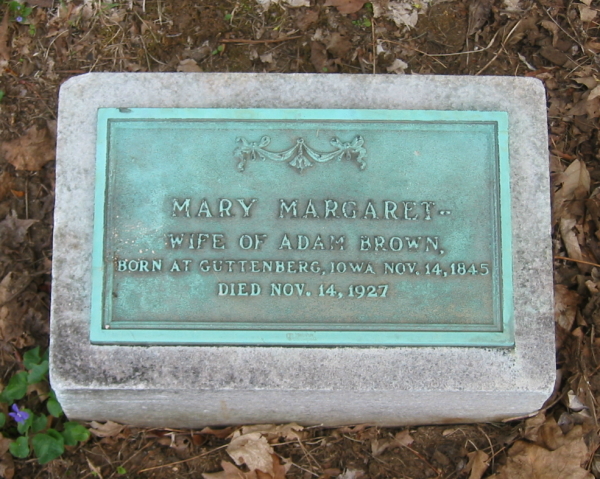 MARY MARGARET--
WIFE OF ADAM BROWN,
BORN AT GUTTENBERG, IOWA NOV. 14, 1845
DIED NOV. 14, 1927